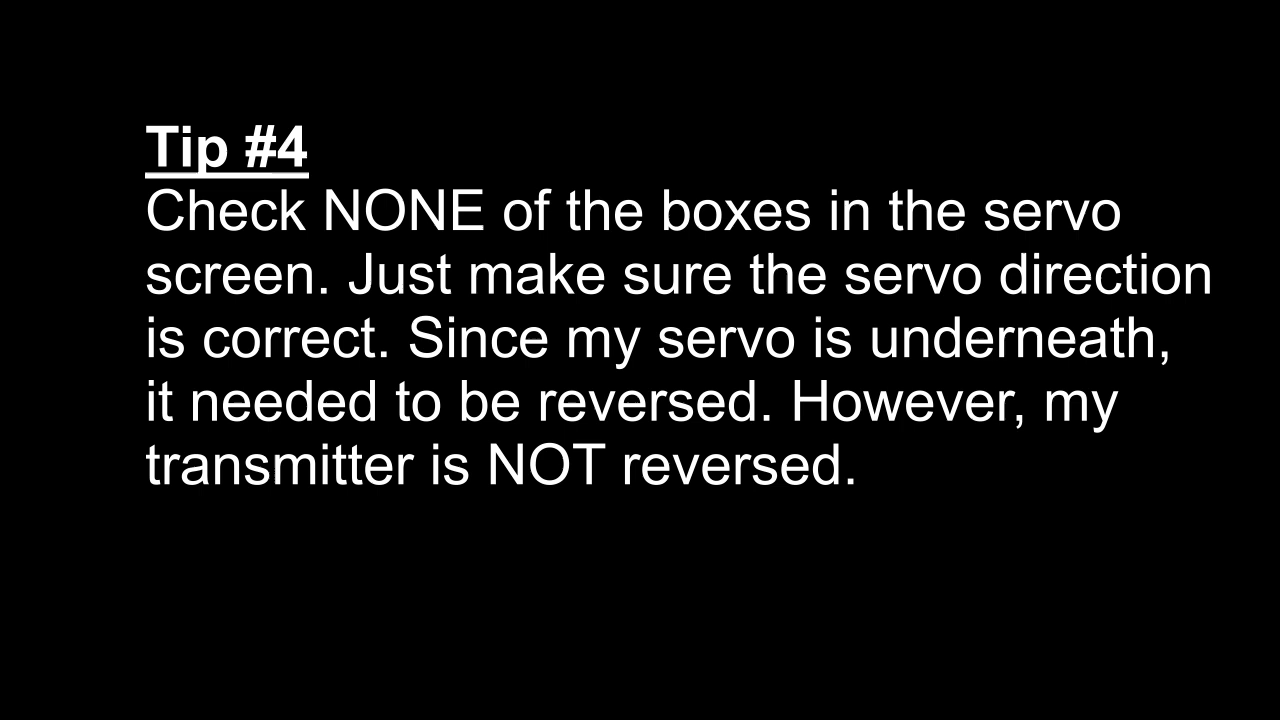 Tip #4
Check NONE of the boxes in the servo
screen. Just make sure the servo direction
is correct. Since my servo is underneath,
it needed to be reversed. However, my
transmitter is NOT reversed.